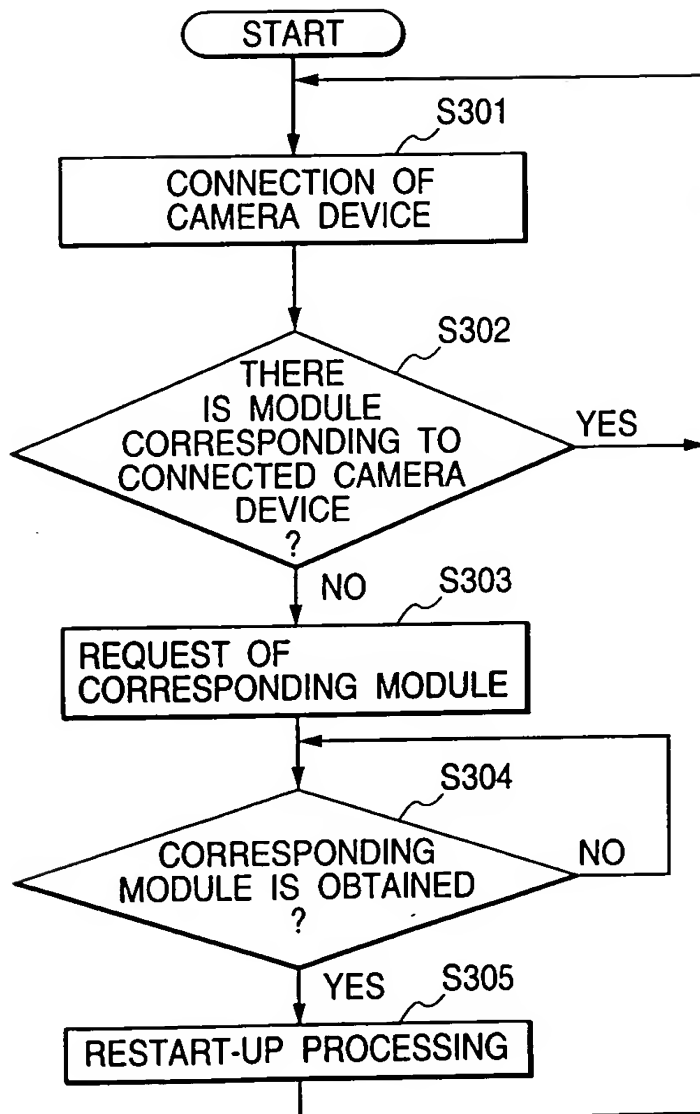 START
S301
CONNECTION OF
CAMERA DEVICE
S302
THERE
IS MODULE
CORRESPONDING TO
CONNECTED CAMERA
DEVICE
?
YES
NO
S303
REQUEST OF
CORRESPONDING MODULE
S304
CORRESPONDING
MODULE IS OBTAINED
?
NO
YES
S305
RESTART-UP PROCESSING